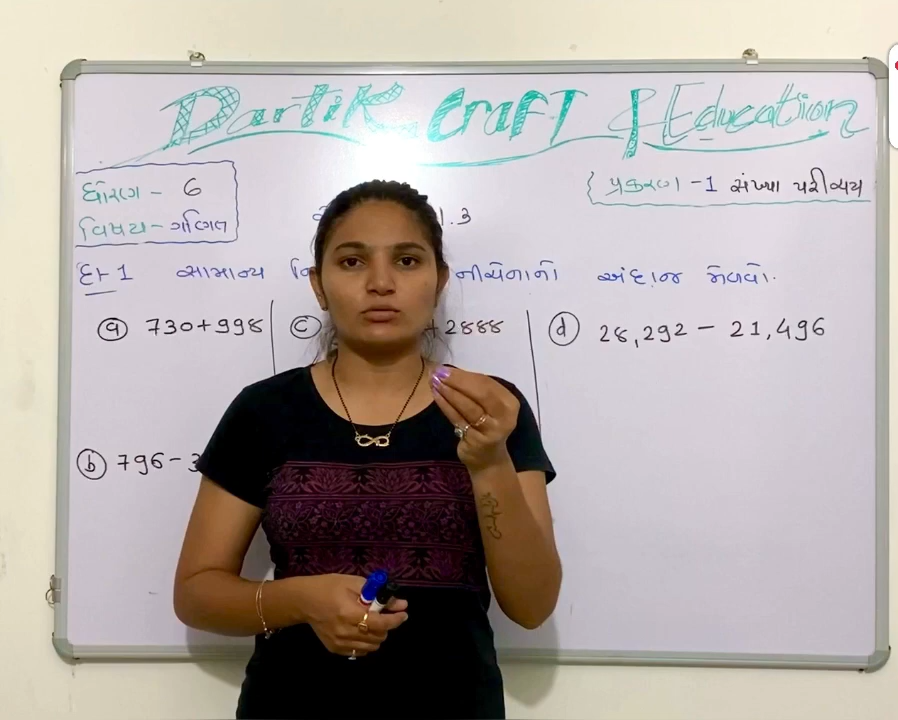 Dartik Craft & Education
ધોરણ - 6
વિષય - ગણિત
પ્રકરણ - 1 સંખ્યા પરીચય
1.3
દા-1 સામાન્ય નીચેનાનો અંદાજ મેળવો.
(a) 730+998
(c) + 2888
(d) 28,292 - 21,496
(b) 796 - 3